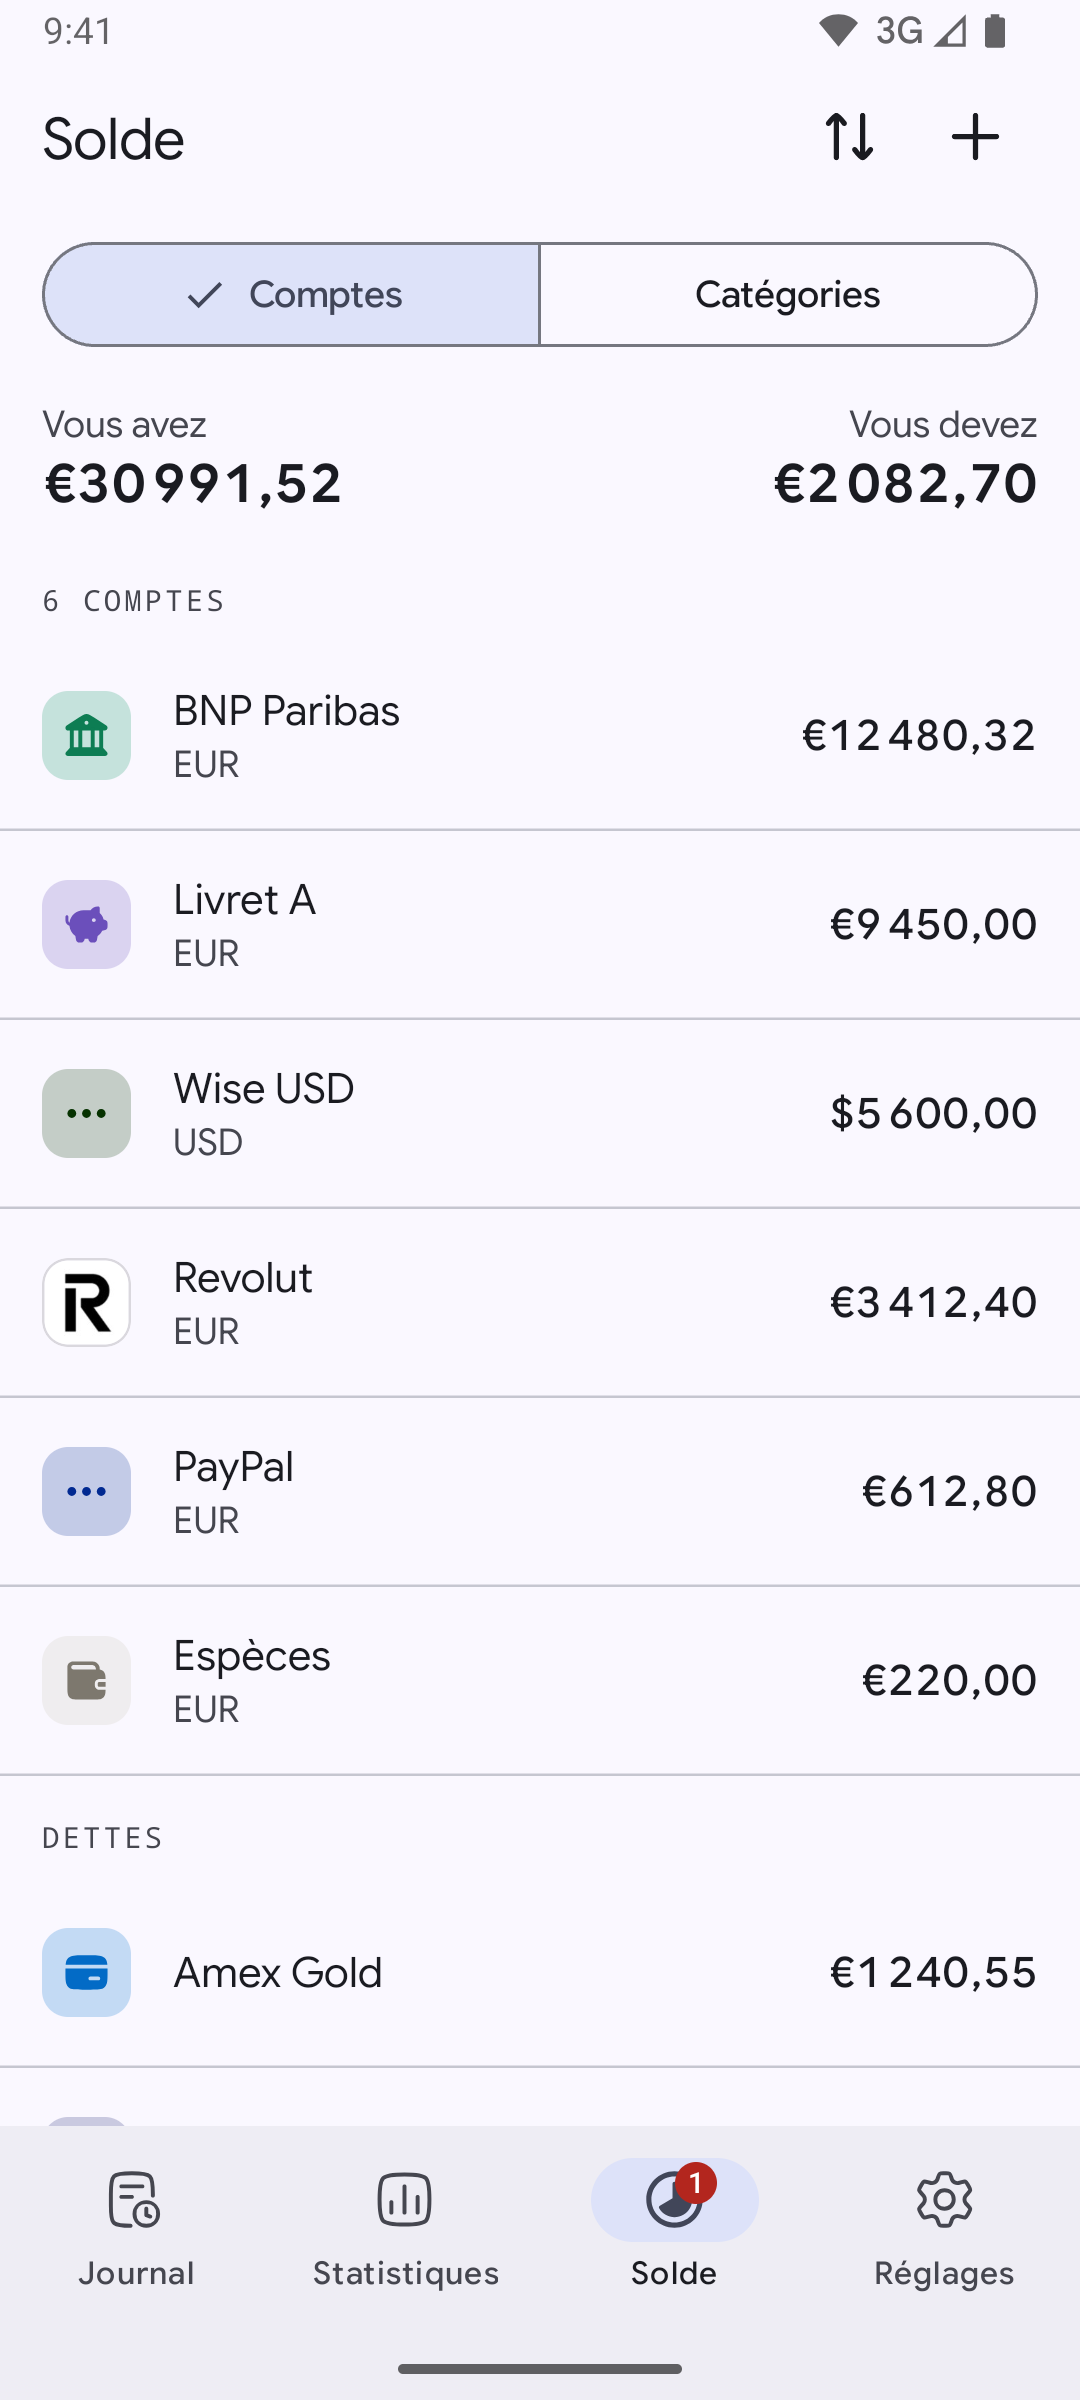 9:41
3G
Solde
Comptes
Catégories
Vous avez
Vous devez
€30 991,52
€2 082,70
6 COMPTES
BNP Paribas
EUR
€12 480,32
Livret A
EUR
€9 450,00
Wise USD
USD
$5 600,00
Revolut
EUR
€3 412,40
PayPal
EUR
€612,80
Espèces
EUR
€220,00
DETTES
Amex Gold
€1 240,55
1
Journal
Statistiques
Solde
Réglages